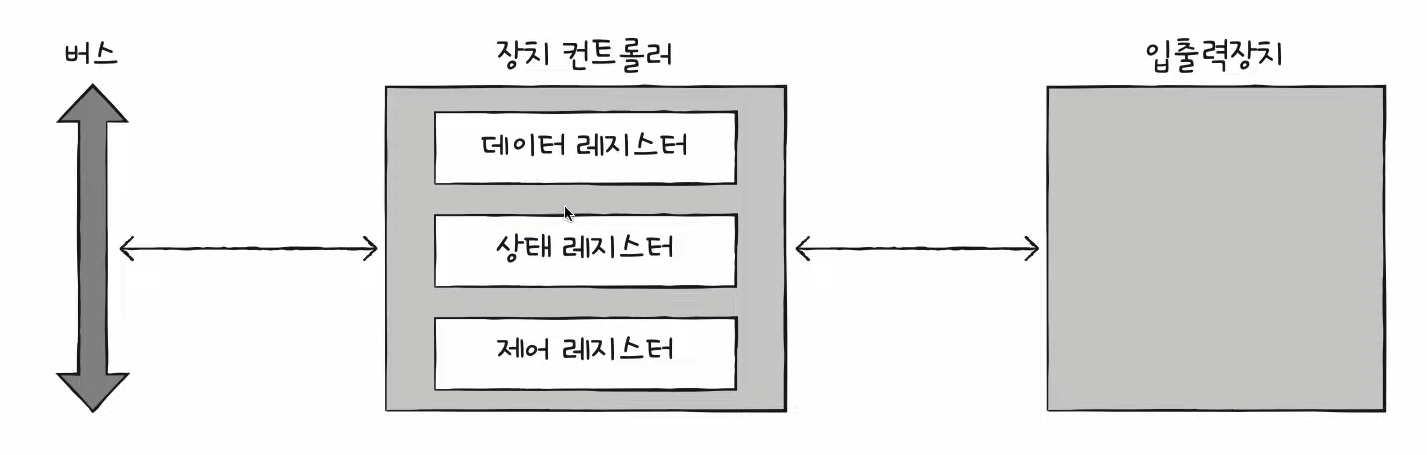 버스
장치 컨트롤러
입출력장치
데이터 레지스터
상태 레지스터
제어 레지스터